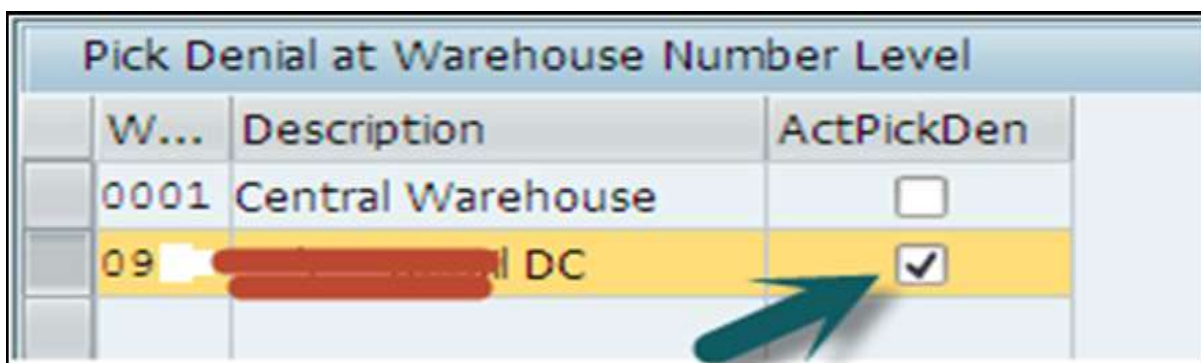 Pick Denial at Warehouse Number Level
W... Description ActPickDen
0001 Central Warehouse
09 DC